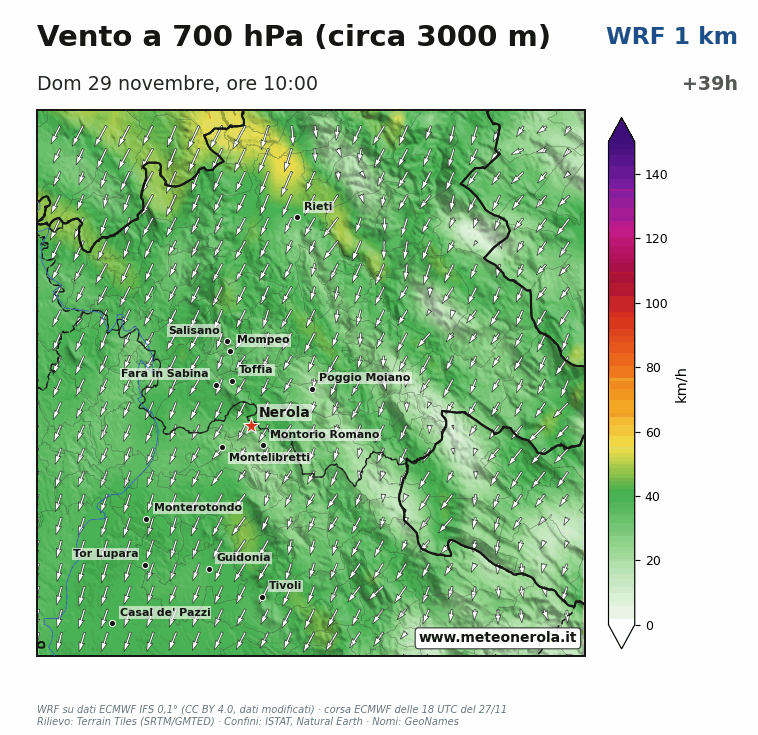 Vento a 700 hPa (circa 3000 m)
WRF 1 km
Dom 29 novembre, ore 10:00
+39h
Rieti
Salisano
Mompeo
Fara in Sabina
Toffia
Poggio Moiano
Nerola
Montorio Romano
Montelibretti
Monterotondo
Tor Lupara
Guidonia
Tivoli
Casal de' Pazzi
www.meteonerola.it
140
120
100
80
60
40
20
0
km/h
WRF su dati ECMWF IFS 0,1° (CC BY 4.0, dati modificati) · corsa ECMWF delle 18 UTC del 27/11
Rilievo: Terrain Tiles (SRTM/GMTED) · Confini: ISTAT, Natural Earth · Nomi: GeoNames